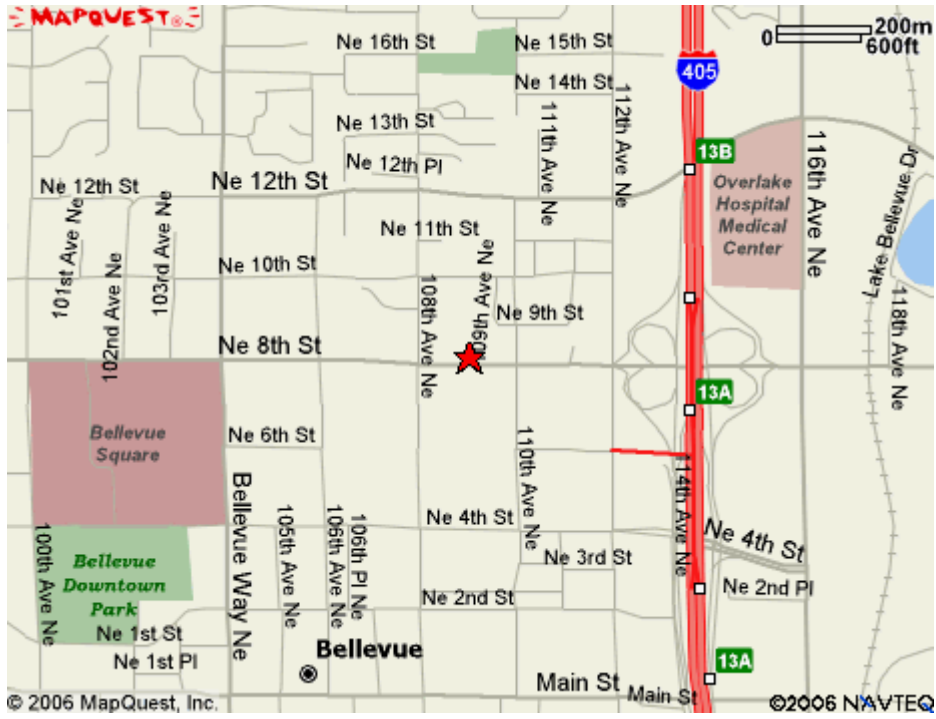 MAPQUEST®
Ne 16th St
Ne 15th St
0 200m
600ft
405
Ne 14th St
112th Ave Ne
111th Ave Ne
Ne 13th St
Ne 12th Pl
13B
116th Ave Ne
Lake Bellevue Dr
Ne 12th St
Ne 12th St
Overlake
Hospital
Medical
Center
101st Ave Ne
102nd Ave Ne
103rd Ave Ne
Ne 11th St
109th Ave Ne
Ne 10th St
108th Ave Ne
Ne 9th St
118th Ave Ne
Ne 8th St
13A
Bellevue
Square
Ne 6th St
110th Ave Ne
114th Ave Ne
Bellevue Way Ne
100th Ave Ne
105th Ave Ne
106th Ave Ne
106th Pl Ne
Ne 4th St
Ne 4th St
Ne 3rd St
Bellevue
Downtown
Park
Ne 2nd St
Ne 2nd Pl
Ne 1st St
Ne 1st Pl
Bellevue
13A
Main St
Main St
© 2006 MapQuest, Inc.
©2006 NAVTEQ